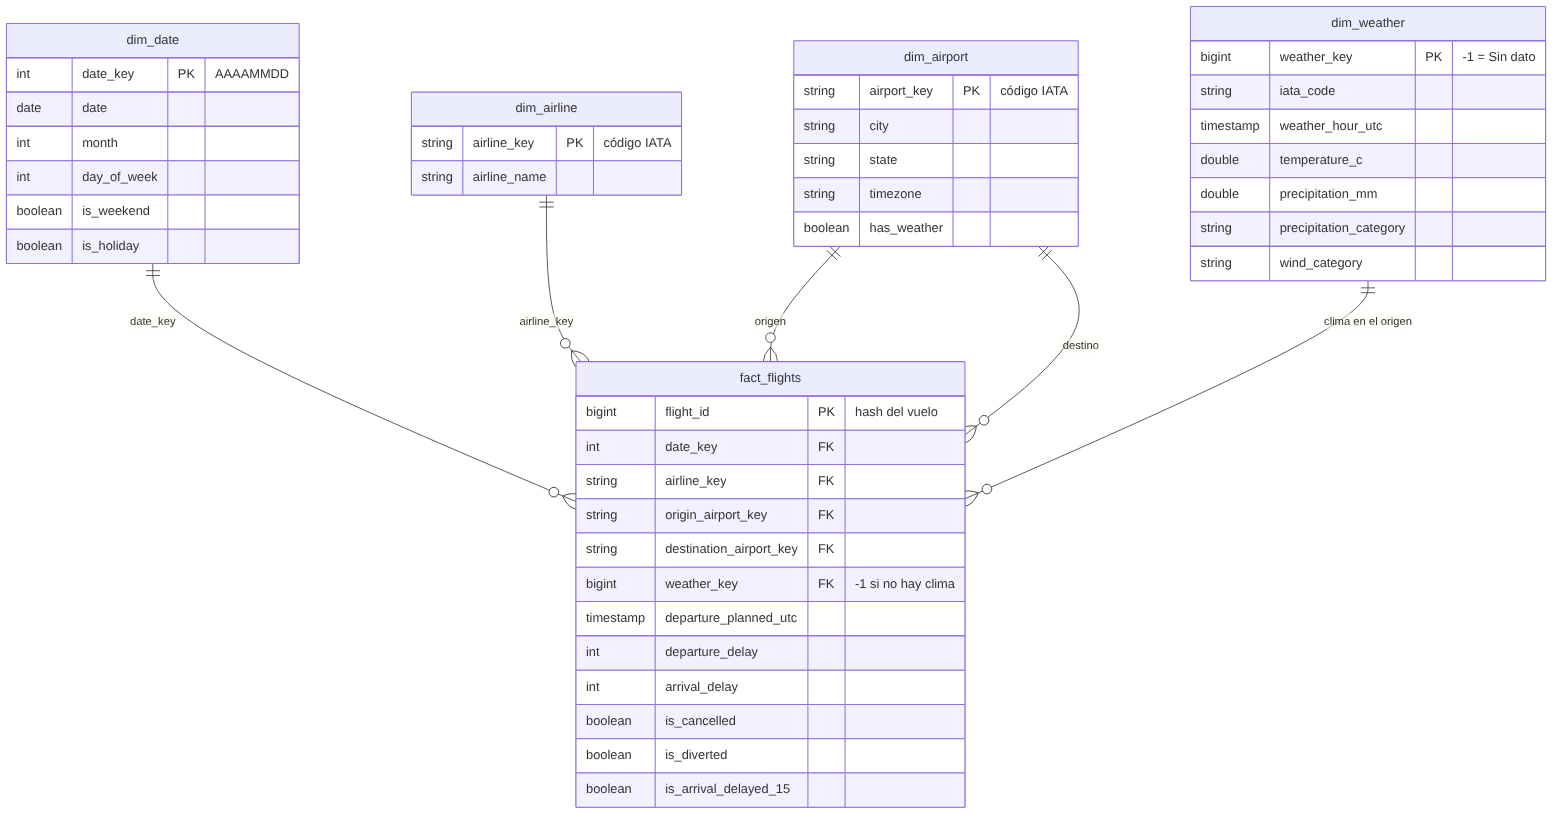 dim_date
int date_key PK AAAAMMDD
date date
int month
int day_of_week
boolean is_weekend
boolean is_holiday
dim_airline
string airline_key PK código IATA
string airline_name
dim_airport
string airport_key PK código IATA
string city
string state
string timezone
boolean has_weather
dim_weather
bigint weather_key PK -1 = Sin dato
string iata_code
timestamp weather_hour_utc
double temperature_c
double precipitation_mm
string precipitation_category
string wind_category
date_key
airline_key
origen
destino
clima en el origen
fact_flights
bigint flight_id PK hash del vuelo
int date_key FK
string airline_key FK
string origin_airport_key FK
string destination_airport_key FK
bigint weather_key FK -1 si no hay clima
timestamp departure_planned_utc
int departure_delay
int arrival_delay
boolean is_cancelled
boolean is_diverted
boolean is_arrival_delayed_15